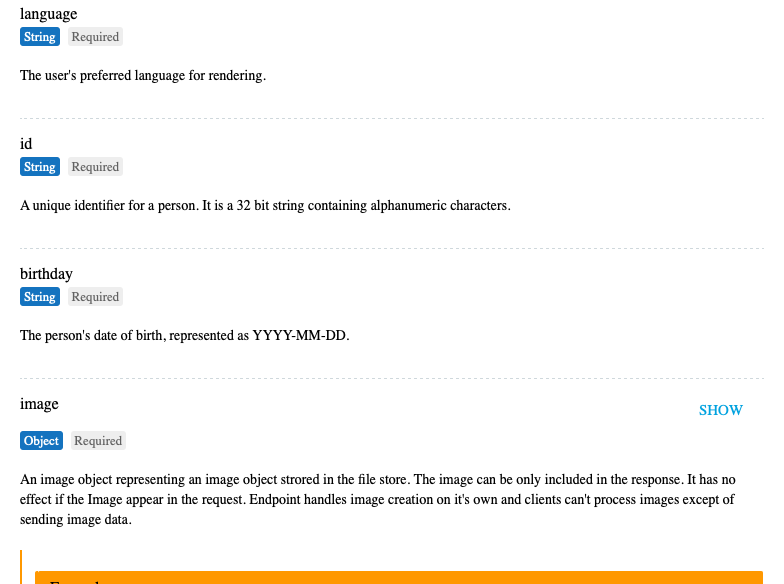 language
String Required
The user's preferred language for rendering.
id
String Required
A unique identifier for a person. It is a 32 bit string containing alphanumeric characters.
birthday
String Required
The person's date of birth, represented as YYYY-MM-DD.
image
SHOW
Object Required
An image object representing an image object strored in the file store. The image can be only included in the response. It has no
effect if the Image appear in the request. Endpoint handles image creation on it's own and clients can't process images except of
sending image data.